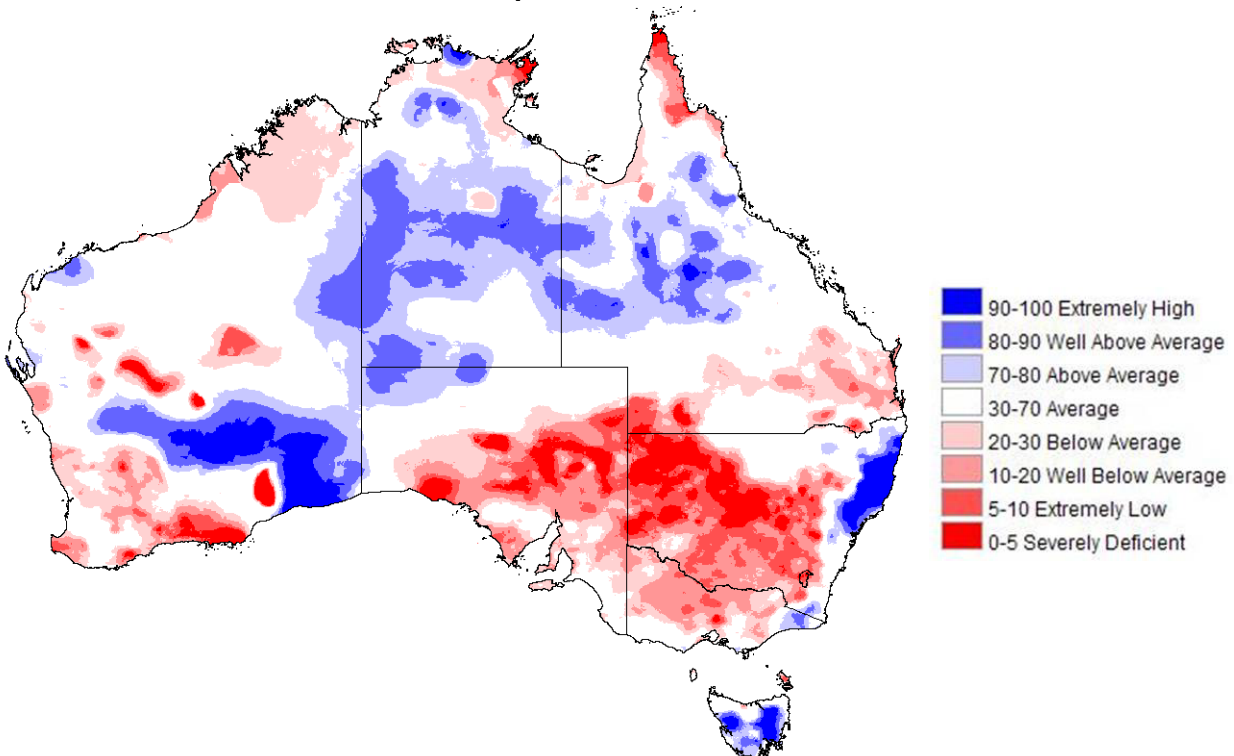 90-100 Extremely High
80-90 Well Above Average
70-80 Above Average
30-70 Average
20-30 Below Average
10-20 Well Below Average
5-10 Extremely Low
0-5 Severely Deficient